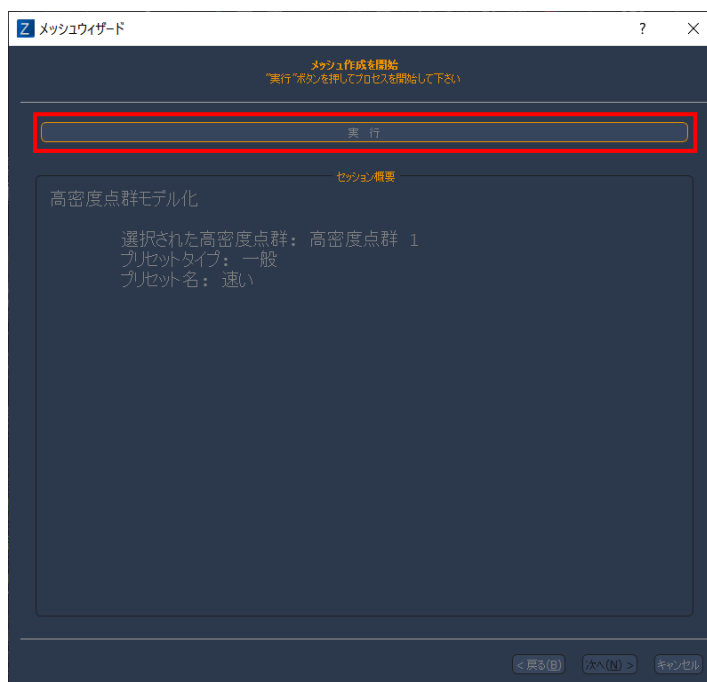 Z メッシュウィザード ? ×
メッシュ作成を開始
"実行"ボタンを押してプロセスを開始して下さい
実 行
セッション概要
高密度点群モデル化
選択された高密度点群: 高密度点群 1
プリセットタイプ: 一般
プリセット名: 速い
< 戻る(B) 次へ(N) > キャンセル